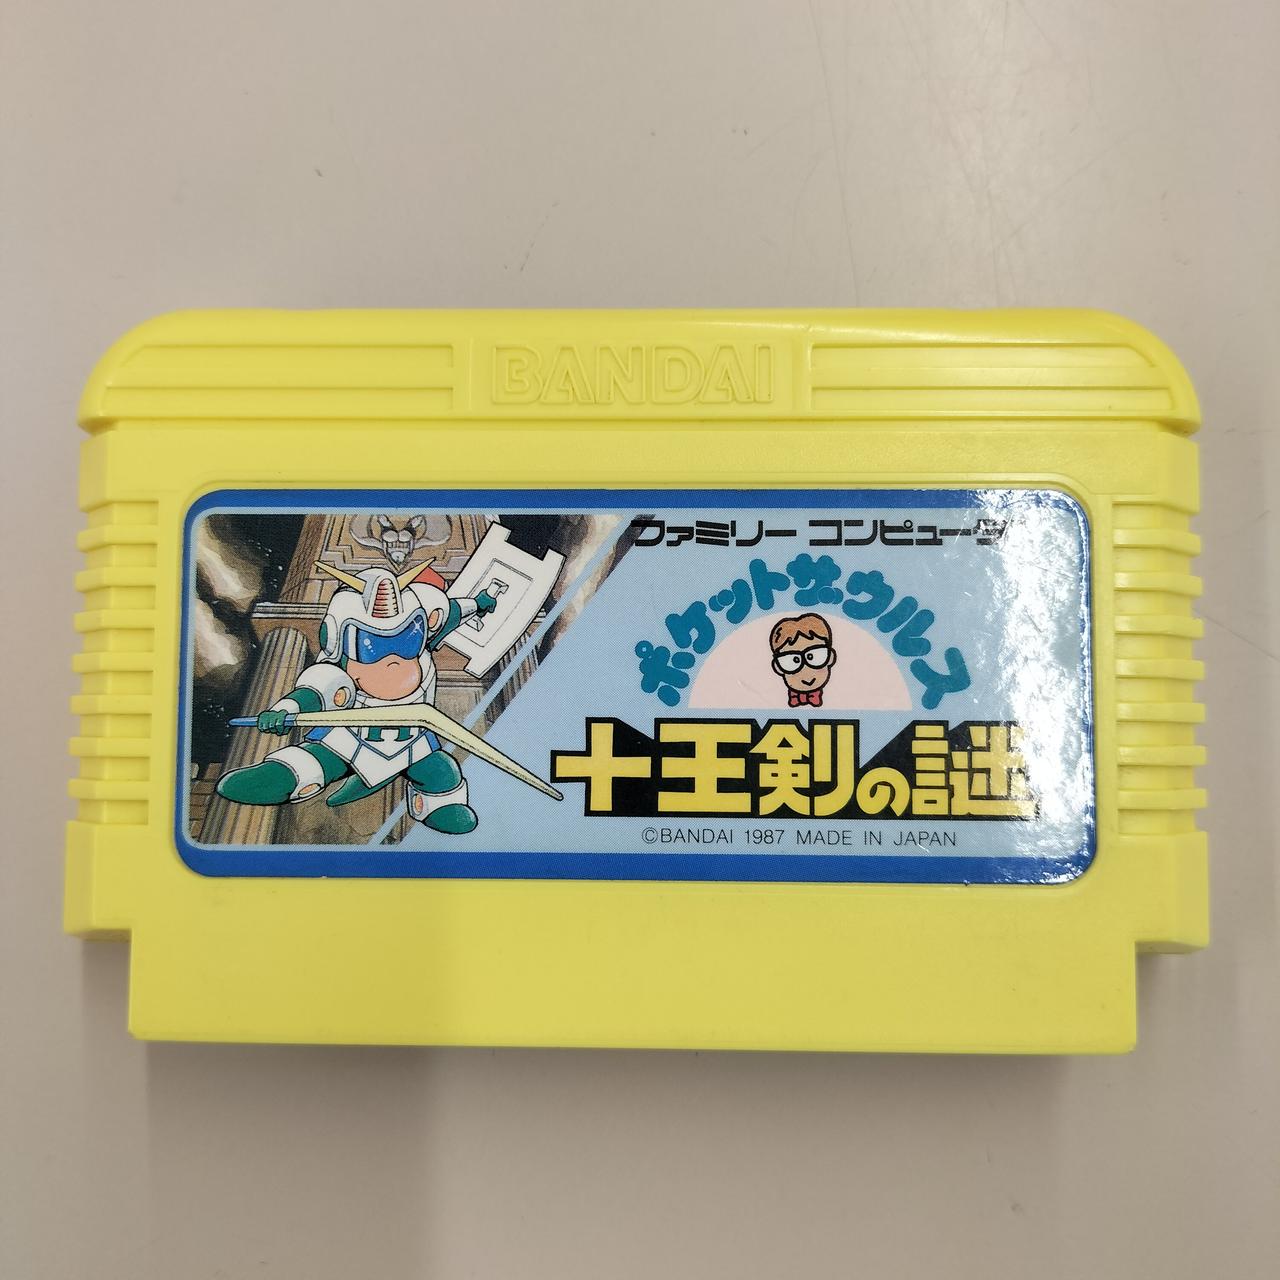 BANDAI
ファミリーコンピュータ
ポケットザウルス
十王剣の謎
©BANDAI 1987 MADE IN JAPAN
H